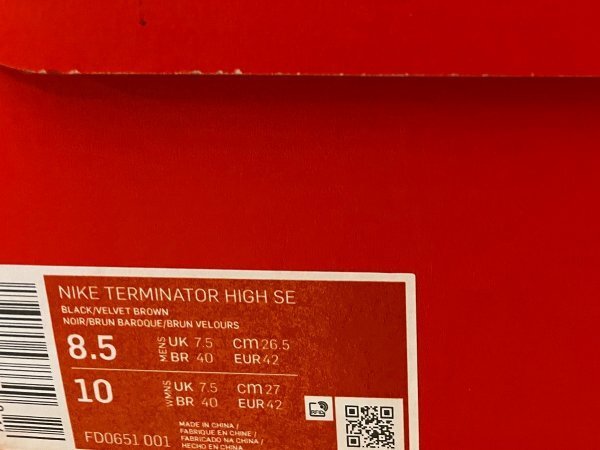 NIKE TERMINATOR HIGH SE
BLACK/VELVET BROWN
NOIR/BRUN BAROQUE/BRUN VELOURS
8.5 MENS UK 7.5 cm 26.5
BR 40 EUR 42
10 WMNS UK 7.5 cm 27
BR 40 EUR 42
MADE IN CHINA /
FABRIQUE EN CHINE /
FABRICADO NA CHINA /
HECHO EN CHINA
RFID
FD0651 001